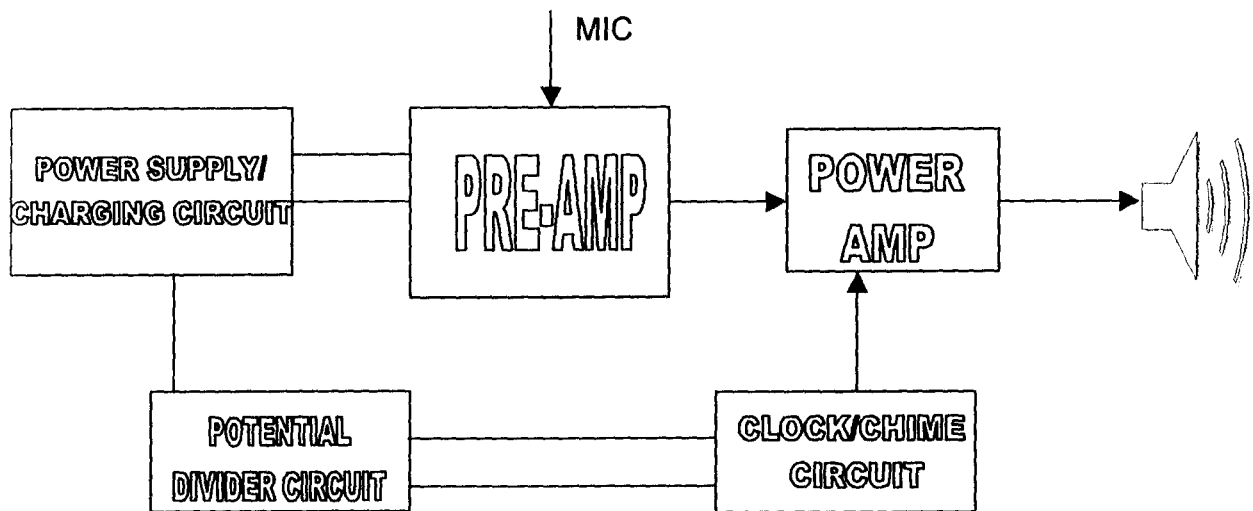 MIC
POWER SUPPLY/
CHARGING CIRCUIT
PRE-AMP
POWER
AMP
POTENTIAL
DIVIDER CIRCUIT
CLOCK/CHIME
CIRCUIT